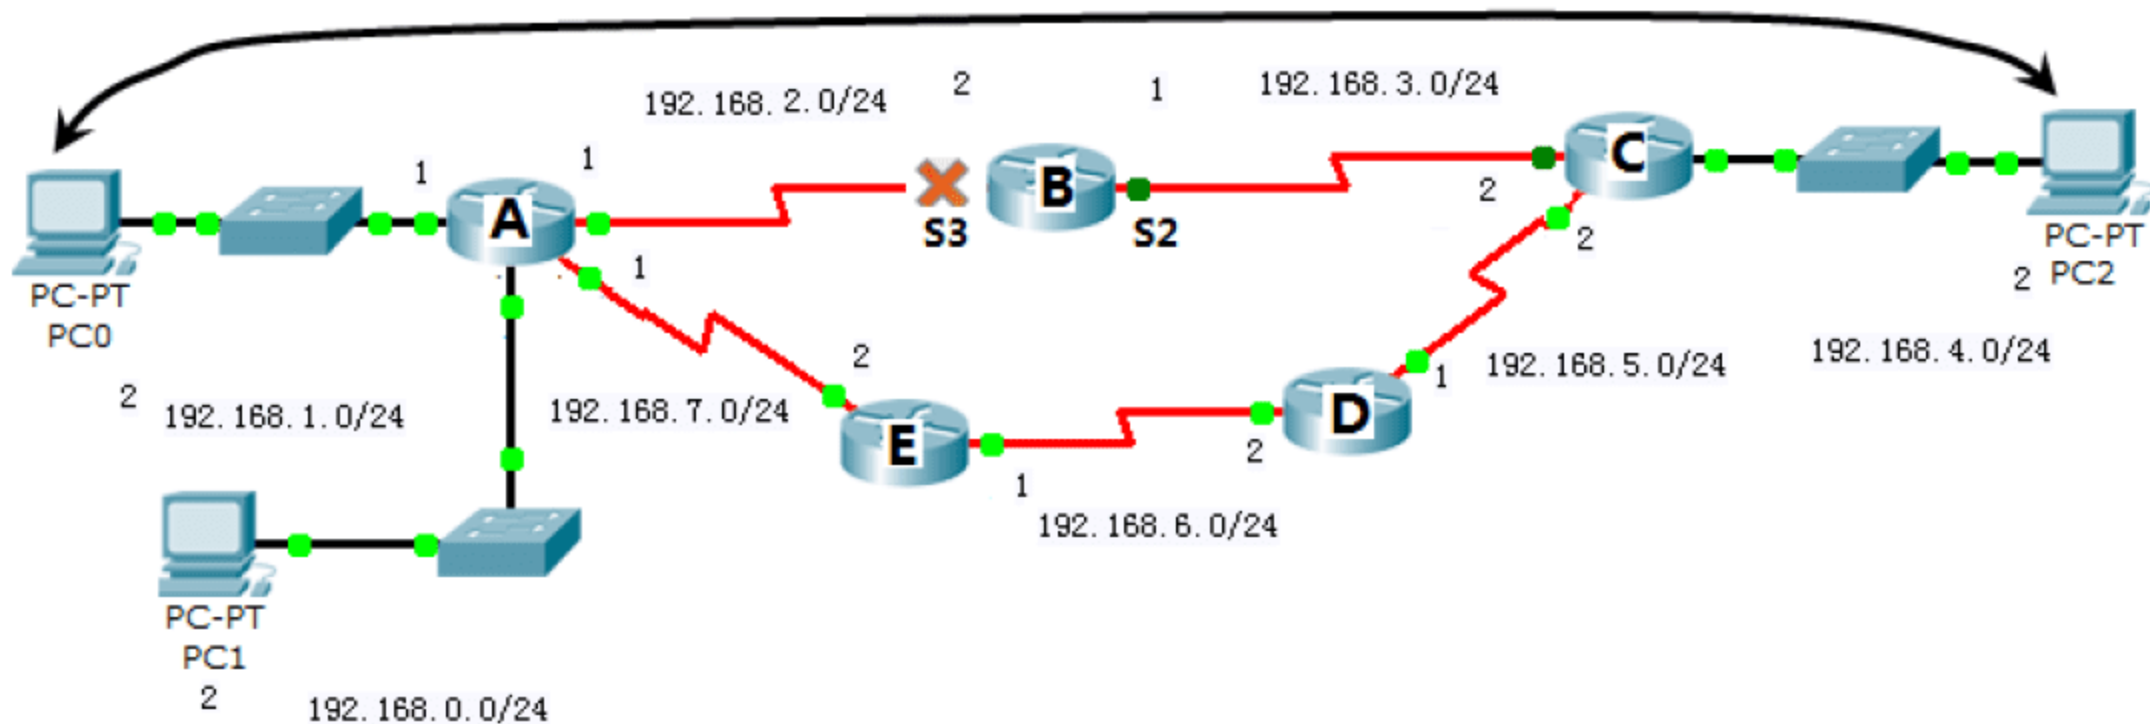 2
1
192.168.3.0/24
192.168.2.0/24
1
1
A
B
C
2
S3
S2
2
PC-PT
PC2
2
1
PC-PT
PC0
2
192.168.1.0/24
192.168.7.0/24
2
E
D
1
192.168.5.0/24
192.168.4.0/24
2
1
192.168.6.0/24
PC-PT
PC1
2
192.168.0.0/24